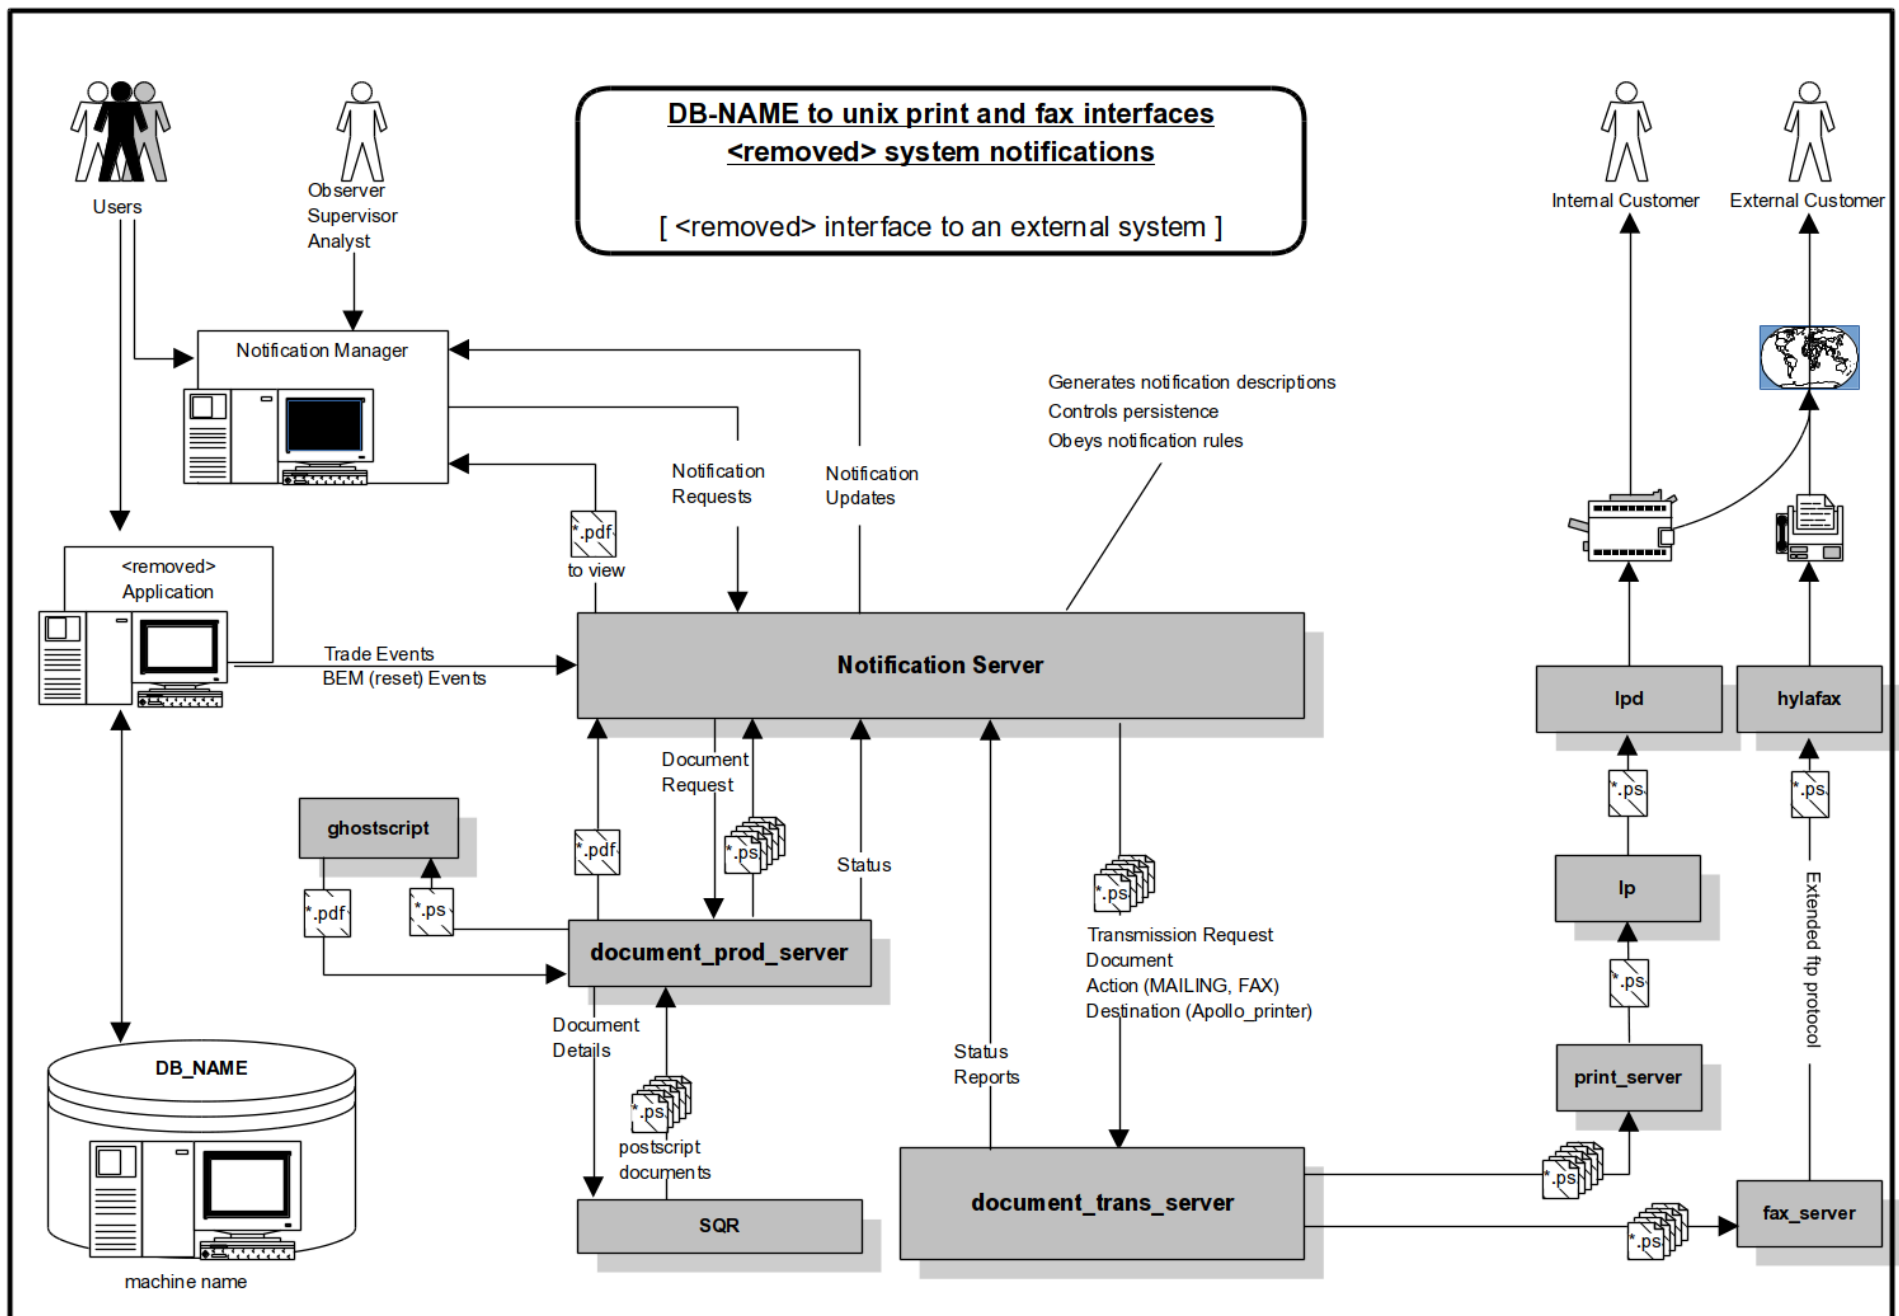 DB-NAME to unix print and fax interfaces
<removed> system notifications
[ <removed> interface to an external system ]
Users
Observer
Supervisor
Analyst
Internal Customer
External Customer
Notification Manager
Generates notification descriptions
Controls persistence
Obeys notification rules
Notification
Requests
Notification
Updates
*.pdf
to view
<removed>
Application
Trade Events
BEM (reset) Events
Notification Server
lpd
hylafax
Document
Request
*.ps
*.ps
ghostscript
*.pdf
*.ps
Status
*.ps
lp
*.pdf
*.ps
Extended ftp protocol
document_prod_server
Transmission Request
Document
Action (MAILING, FAX)
Destination (Apollo_printer)
*.ps
Document
Details
Status
Reports
DB_NAME
print_server
*.ps
postscript
documents
*.ps
document_trans_server
SQR
fax_server
*.ps
machine name